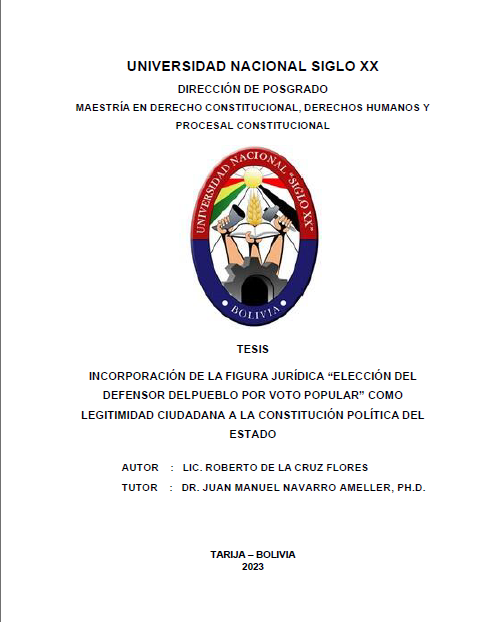 UNIVERSIDAD NACIONAL SIGLO XX
DIRECCIÓN DE POSGRADO
MAESTRÍA EN DERECHO CONSTITUCIONAL, DERECHOS HUMANOS Y
PROCESAL CONSTITUCIONAL
UNIVERSIDAD NACIONAL "SIGLO XX"
BOLIVIA
TESIS
INCORPORACIÓN DE LA FIGURA JURÍDICA “ELECCIÓN DEL
DEFENSOR DELPUEBLO POR VOTO POPULAR” COMO
LEGITIMIDAD CIUDADANA A LA CONSTITUCIÓN POLÍTICA DEL
ESTADO
AUTOR : LIC. ROBERTO DE LA CRUZ FLORES
TUTOR : DR. JUAN MANUEL NAVARRO AMELLER, PH.D.
TARIJA – BOLIVIA
2023